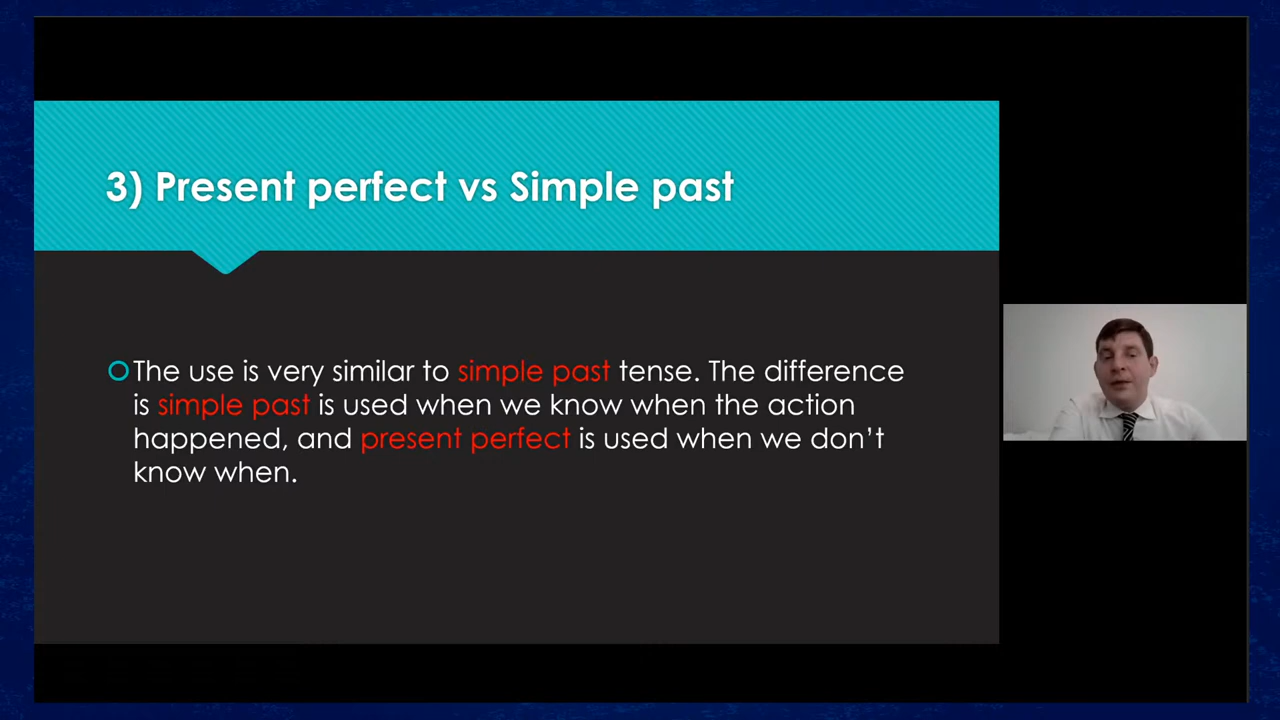 3) Present perfect vs Simple past
The use is very similar to simple past tense. The difference
is simple past is used when we know when the action
happened, and present perfect is used when we don’t
know when.